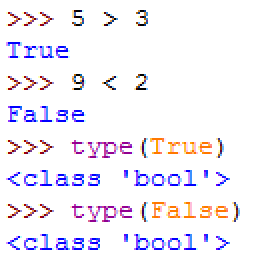 >>> 5 > 3
True
>>> 9 < 2
False
>>> type(True)
<class 'bool'>
>>> type(False)
<class 'bool'>